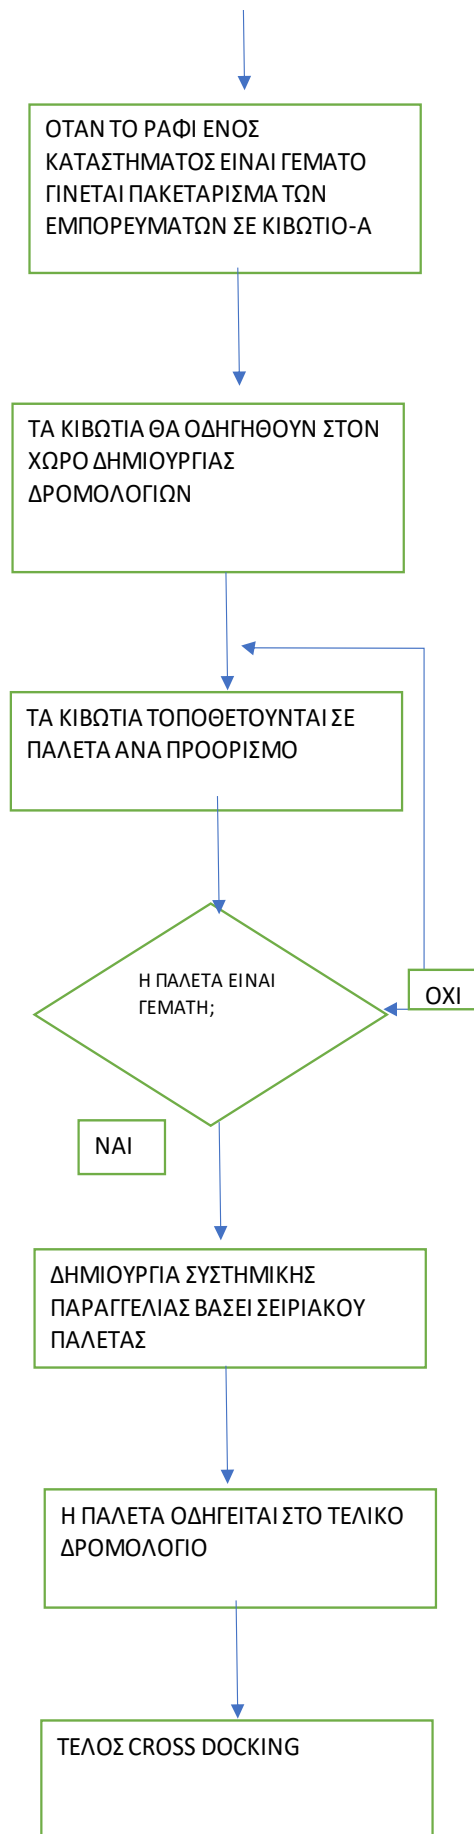 ΟΤΑΝ ΤΟ ΡΑΦΙ ΕΝΟΣ
ΚΑΤΑΣΤΗΜΑΤΟΣ ΕΙΝΑΙ ΓΕΜΑΤΟ
ΓΙΝΕΤΑΙ ΠΑΚΕΤΑΡΙΣΜΑ ΤΩΝ
ΕΜΠΟΡΕΥΜΑΤΩΝ ΣΕ ΚΙΒΩΤΙΟ-Α
ΤΑ ΚΙΒΩΤΙΑ ΘΑ ΟΔΗΓΗΘΟΥΝ ΣΤΟΝ
ΧΩΡΟ ΔΗΜΙΟΥΡΓΙΑΣ
ΔΡΟΜΟΛΟΓΙΩΝ
ΤΑ ΚΙΒΩΤΙΑ ΤΟΠΟΘΕΤΟΥΝΤΑΙ ΣΕ
ΠΑΛΕΤΑ ΑΝΑ ΠΡΟΟΡΙΣΜΟ
Η ΠΑΛΕΤΑ ΕΙΝΑΙ
ΓΕΜΑΤΗ;
ΟΧΙ
ΝΑΙ
ΔΗΜΙΟΥΡΓΙΑ ΣΥΣΤΗΜΙΚΗΣ
ΠΑΡΑΓΓΕΛΙΑΣ ΒΑΣΕΙ ΣΕΙΡΙΑΚΟΥ
ΠΑΛΕΤΑΣ
Η ΠΑΛΕΤΑ ΟΔΗΓΕΙΤΑΙ ΣΤΟ ΤΕΛΙΚΟ
ΔΡΟΜΟΛΟΓΙΟ
ΤΕΛΟΣ CROSS DOCKING